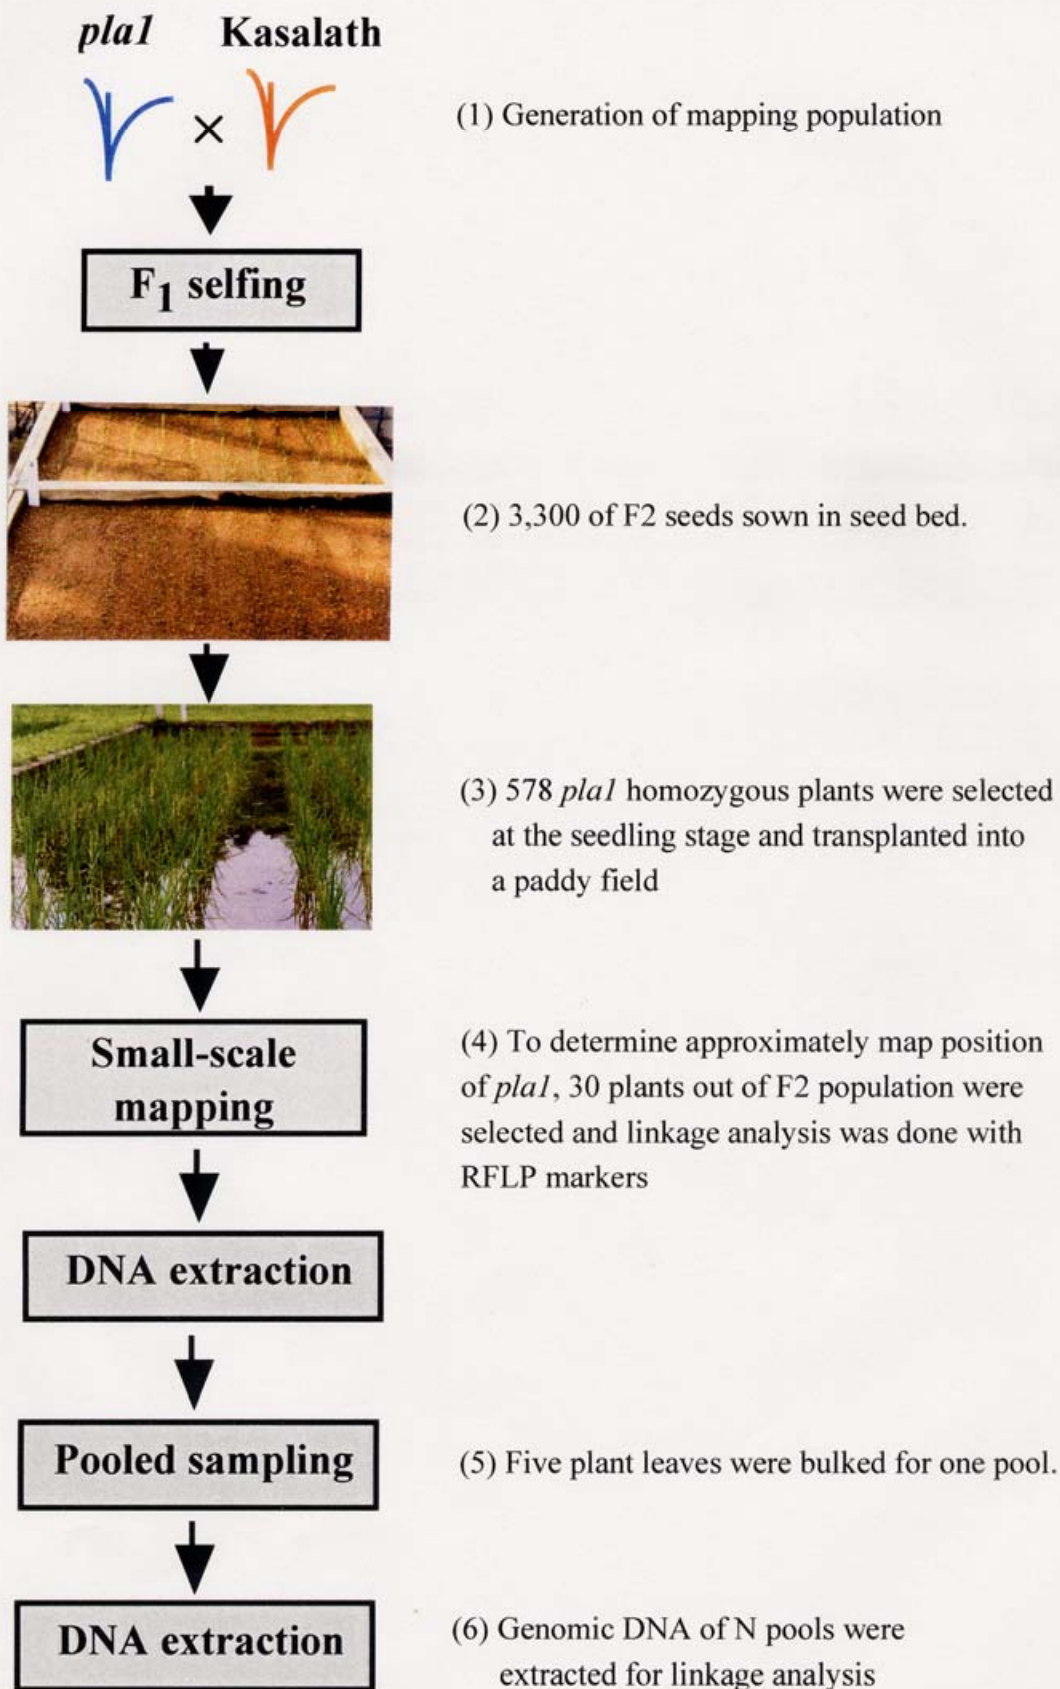 pla1 Kasalath
×
(1) Generation of mapping population
F1 selfing
(2) 3,300 of F2 seeds sown in seed bed.
(3) 578 pla1 homozygous plants were selected
at the seedling stage and transplanted into
a paddy field
Small-scale
mapping
(4) To determine approximately map position
of pla1, 30 plants out of F2 population were
selected and linkage analysis was done with
RFLP markers
DNA extraction
Pooled sampling
(5) Five plant leaves were bulked for one pool.
DNA extraction
(6) Genomic DNA of N pools were
extracted for linkage analysis